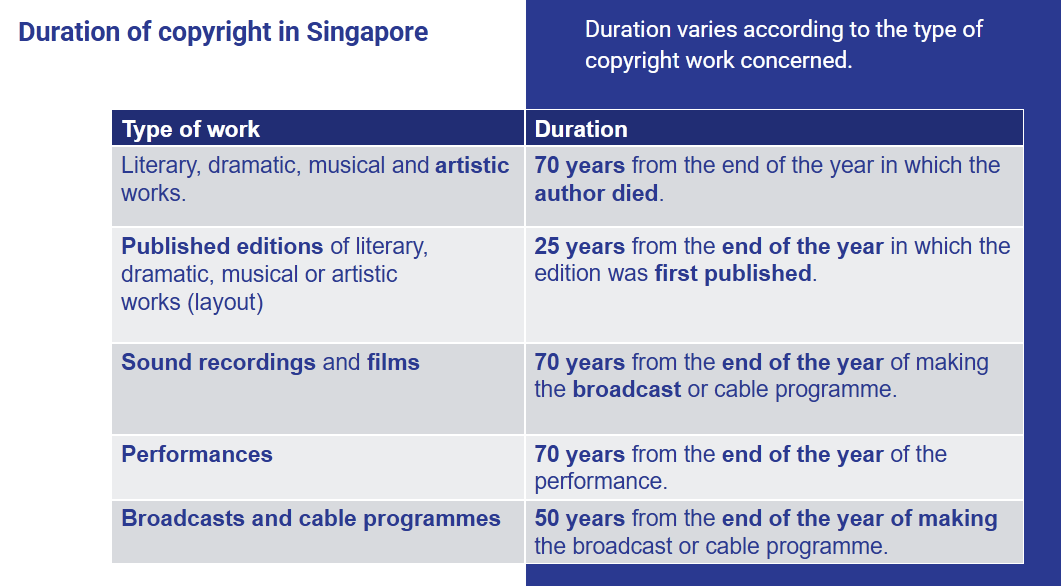 Duration of copyright in Singapore
Duration varies according to the type of
copyright work concerned.
Type of work
Duration
Literary, dramatic, musical and artistic
works.
70 years from the end of the year in which the
author died.
Published editions of literary,
dramatic, musical or artistic
works (layout)
25 years from the end of the year in which the
edition was first published.
Sound recordings and films
70 years from the end of the year of making
the broadcast or cable programme.
Performances
70 years from the end of the year of the
performance.
Broadcasts and cable programmes
50 years from the end of the year of making
the broadcast or cable programme.